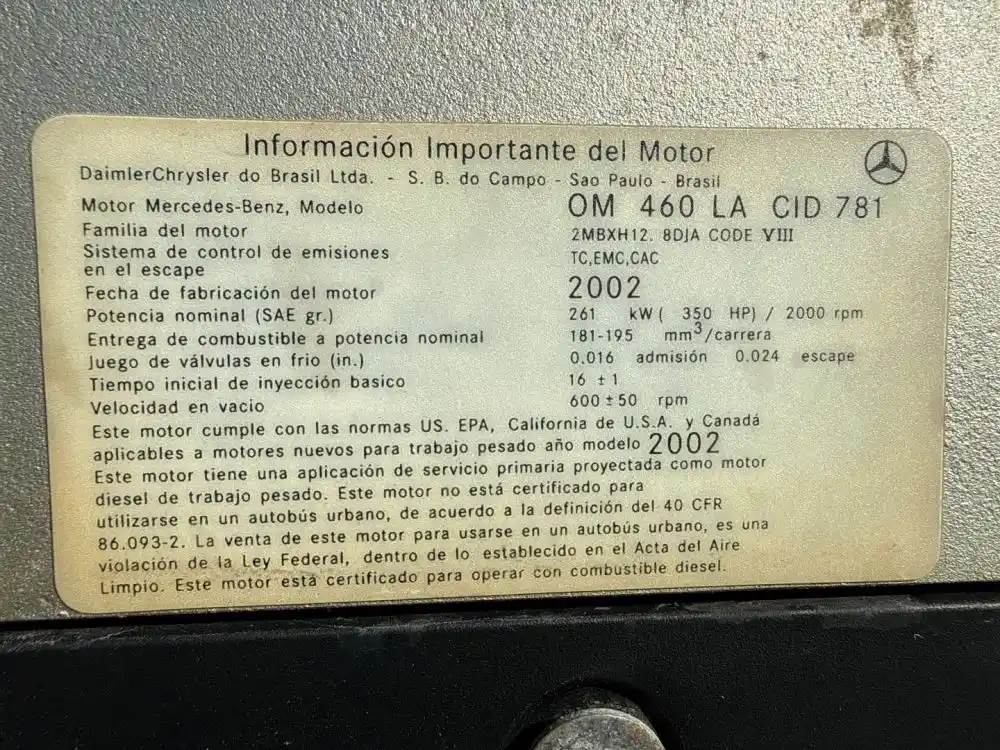 Información Importante del Motor
DaimlerChrysler do Brasil Ltda. - S. B. do Campo - Sao Paulo - Brasil
Motor Mercedes-Benz, Modelo OM 460 LA CID 781
Familia del motor 2MBXH12. 8DJA CODE VIII
Sistema de control de emisiones
en el escape TC,EMC,CAC
Fecha de fabricación del motor 2002
Potencia nominal (SAE gr.) 261 kW ( 350 HP) / 2000 rpm
Entrega de combustible a potencia nominal 181-195 mm³/carrera
Juego de válvulas en frio (in.) 0.016 admisión 0.024 escape
Tiempo inicial de inyección basico 16 ±1
Velocidad en vacio 600±50 rpm
Este motor cumple con las normas US. EPA, California de U.S.A. y Canadá
aplicables a motores nuevos para trabajo pesado año modelo 2002
Este motor tiene una aplicación de servicio primaria proyectada como motor
diesel de trabajo pesado. Este motor no está certificado para
utilizarse en un autobús urbano, de acuerdo a la definición del 40 CFR
86.093-2. La venta de este motor para usarse en un autobús urbano, es una
violación de la Ley Federal, dentro de lo establecido en el Acta del Aire
Limpio. Este motor está certificado para operar con combustible diesel.